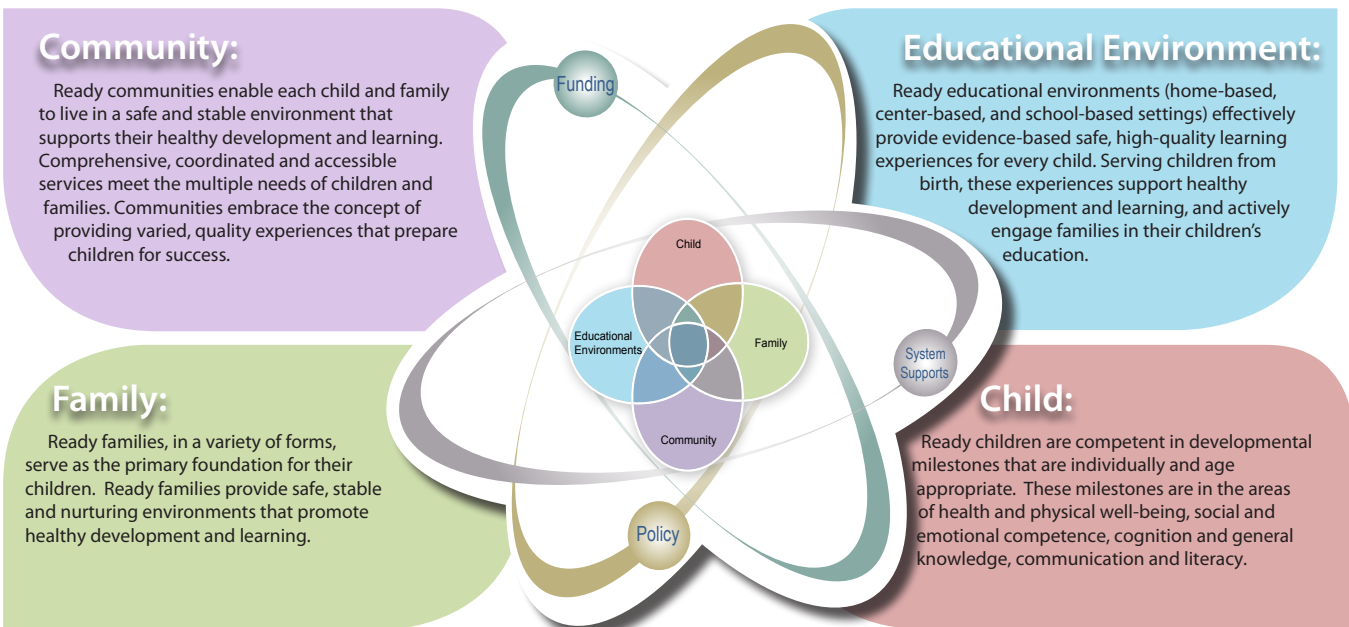 Community:
Ready communities enable each child and family
to live in a safe and stable environment that
supports their healthy development and learning.
Comprehensive, coordinated and accessible
services meet the multiple needs of children and
families. Communities embrace the concept of
providing varied, quality experiences that prepare
children for success.
Funding
Educational Environment:
Ready educational environments (home-based,
center-based, and school-based settings) effectively
provide evidence-based safe, high-quality learning
experiences for every child. Serving children from
birth, these experiences support healthy
development and learning, and actively
engage families in their children's
education.
Child
Educational
Environments
Family
Community
System
Supports
Policy
Family:
Ready families, in a variety of forms,
serve as the primary foundation for their
children.  Ready families provide safe, stable
and nurturing environments that promote
healthy development and learning.
Child:
Ready children are competent in developmental
milestones that are individually and age
appropriate.  These milestones are in the areas
of health and physical well-being, social and
emotional competence, cognition and general
knowledge, communication and literacy.